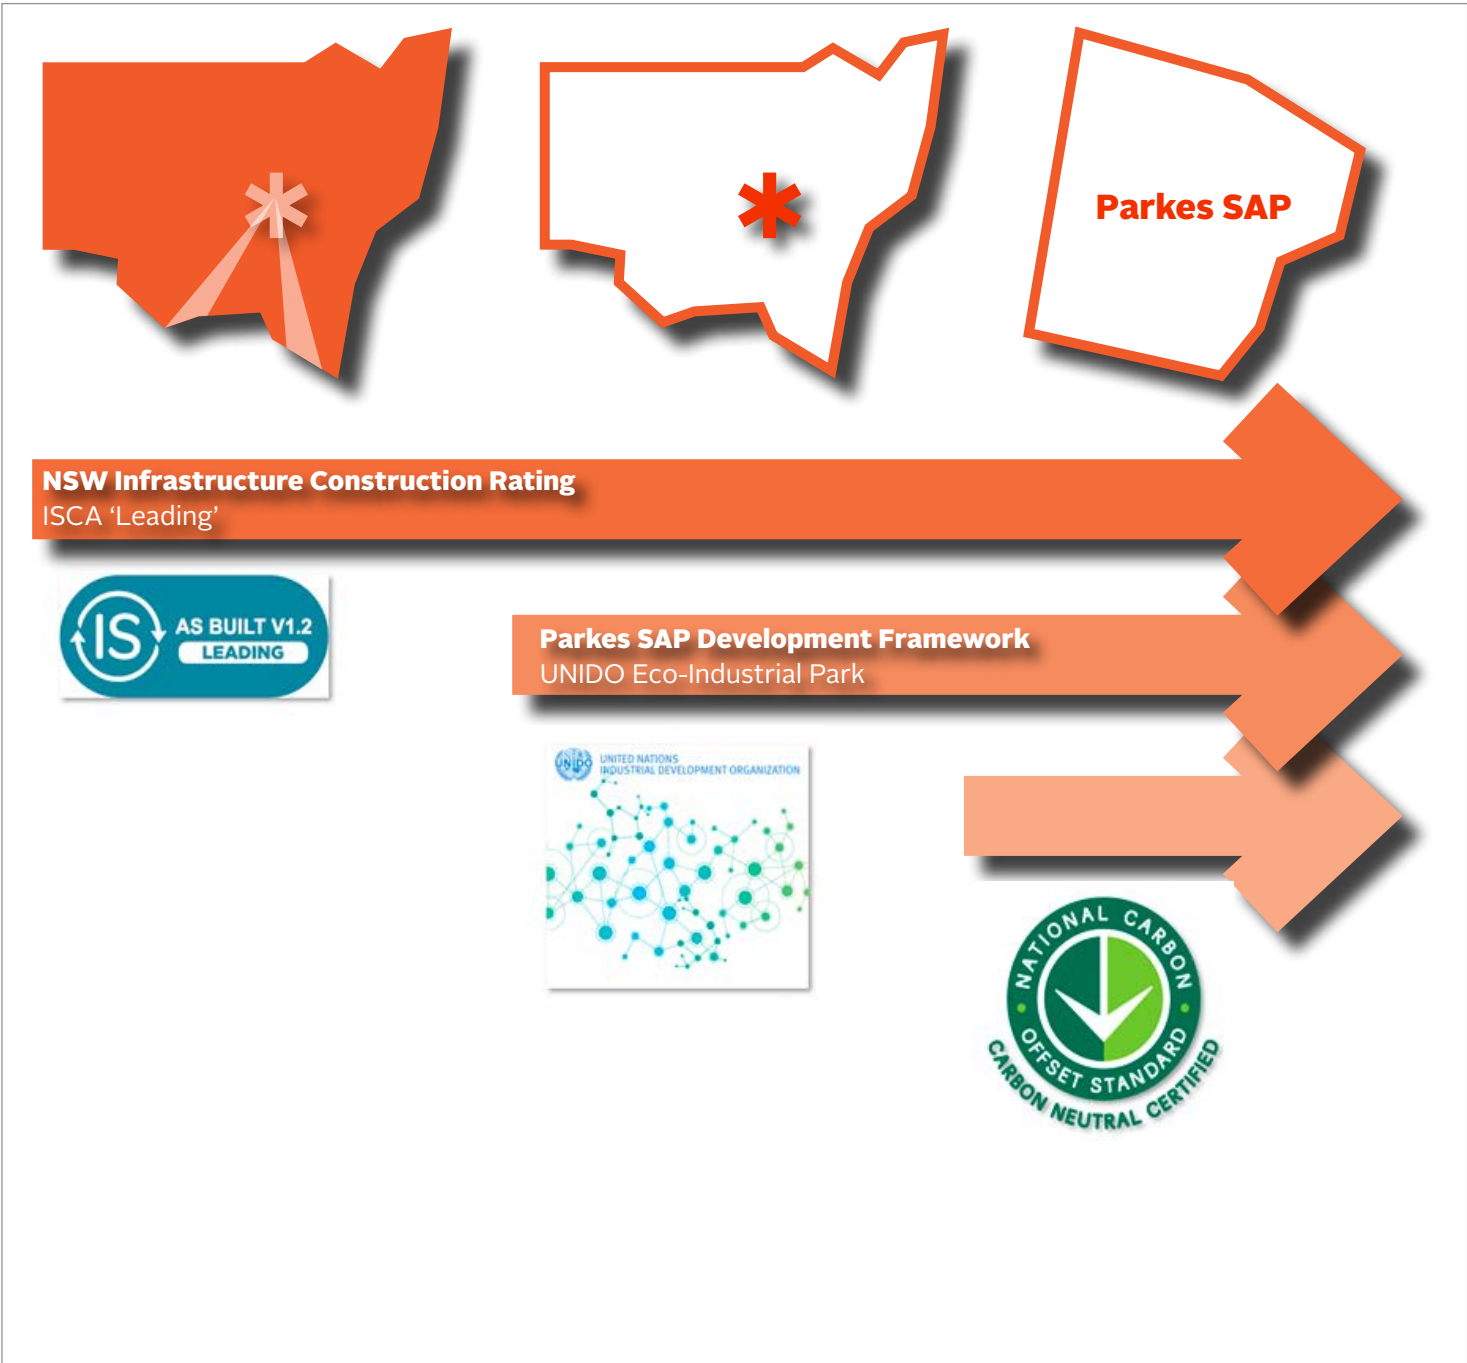 Parkes SAP
NSW Infrastructure Construction Rating
ISCA ‘Leading’
IS
AS BUILT V1.2
LEADING
Parkes SAP Development Framework
UNIDO Eco-Industrial Park
UNIDO
UNITED NATIONS
INDUSTRIAL DEVELOPMENT ORGANIZATION
NATIONAL CARBON
OFFSET STANDARD
CARBON NEUTRAL CERTIFIED